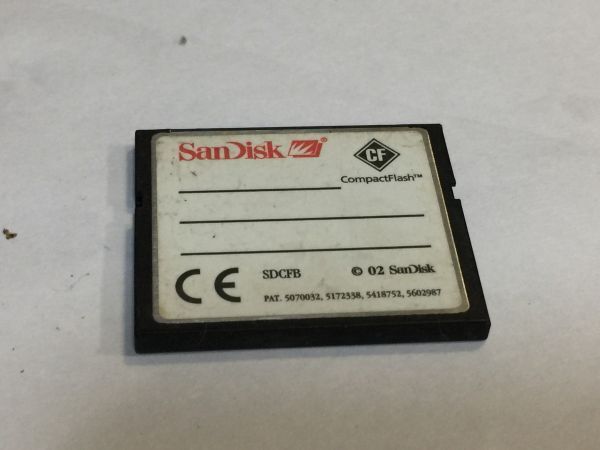 SanDisk®
CF
CompactFlash™
CE
SDCFB © 02 SanDisk
PAT. 5070032, 5172338, 5418752, 5602987